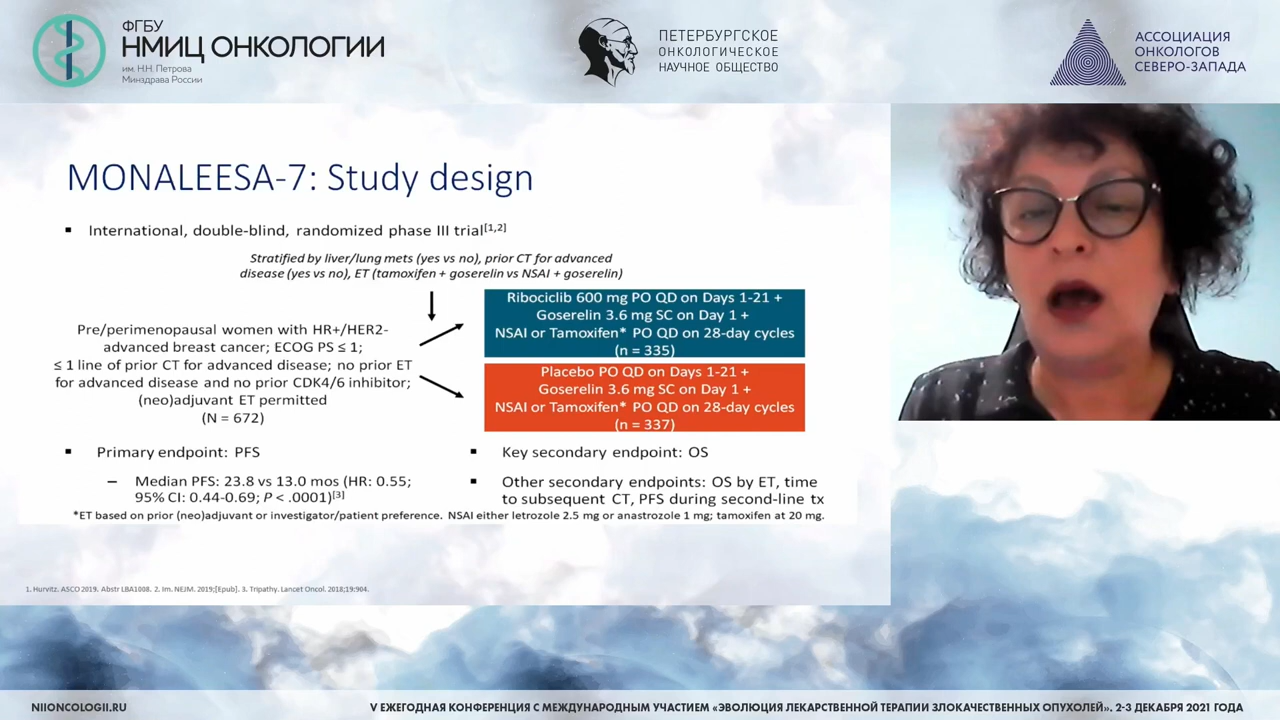 ФГБУ
НМИЦ ОНКОЛОГИИ
им. Н.Н. Петрова
Минздрава России
ПЕТЕРБУРГСКОЕ
ОНКОЛОГИЧЕСКОЕ
НАУЧНОЕ ОБЩЕСТВО
АССОЦИАЦИЯ
ОНКОЛОГОВ
СЕВЕРО-ЗАПАДА
MONALEESA-7: Study design
▪ International, double-blind, randomized phase III trial[1,2]
Stratified by liver/lung mets (yes vs no), prior CT for advanced
disease (yes vs no), ET (tamoxifen + goserelin vs NSAI + goserelin)
Pre/perimenopausal women with HR+/HER2-
advanced breast cancer; ECOG PS ≤ 1;
≤ 1 line of prior CT for advanced disease; no prior ET
for advanced disease and no prior CDK4/6 inhibitor;
(neo)adjuvant ET permitted
(N = 672)
Ribociclib 600 mg PO QD on Days 1-21 +
Goserelin 3.6 mg SC on Day 1 +
NSAI or Tamoxifen* PO QD on 28-day cycles
(n = 335)
Placebo PO QD on Days 1-21 +
Goserelin 3.6 mg SC on Day 1 +
NSAI or Tamoxifen* PO QD on 28-day cycles
(n = 337)
▪ Primary endpoint: PFS
– Median PFS: 23.8 vs 13.0 mos (HR: 0.55;
95% CI: 0.44-0.69; P < .0001)[3]
▪ Key secondary endpoint: OS
▪ Other secondary endpoints: OS by ET, time
to subsequent CT, PFS during second-line tx
*ET based on prior (neo)adjuvant or investigator/patient preference. NSAI either letrozole 2.5 mg or anastrozole 1 mg; tamoxifen at 20 mg.
1. Hurvitz. ASCO 2019. Abstr LBA1008. 2. Im. NEJM. 2019;[Epub]. 3. Tripathy. Lancet Oncol. 2018;19:904.
NIIONCOLOGII.RU
V ЕЖЕГОДНАЯ КОНФЕРЕНЦИЯ С МЕЖДУНАРОДНЫМ УЧАСТИЕМ «ЭВОЛЮЦИЯ ЛЕКАРСТВЕННОЙ ТЕРАПИИ ЗЛОКАЧЕСТВЕННЫХ ОПУХОЛЕЙ». 2-3 ДЕКАБРЯ 2021 ГОДА